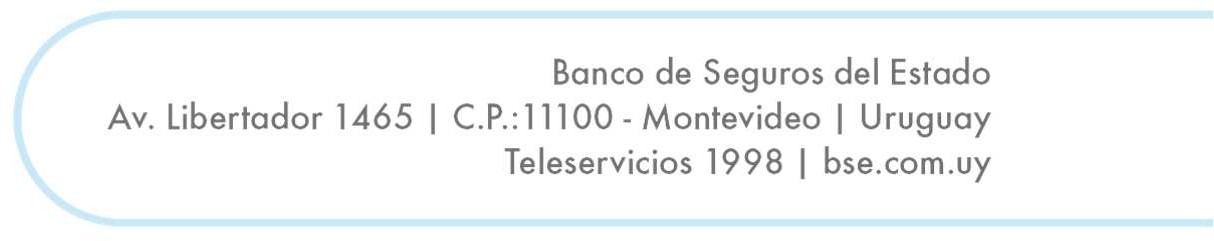 Banco de Seguros del Estado
Av. Libertador 1465 | C.P.:11100 - Montevideo | Uruguay
Teleservicios 1998 | bse.com.uy